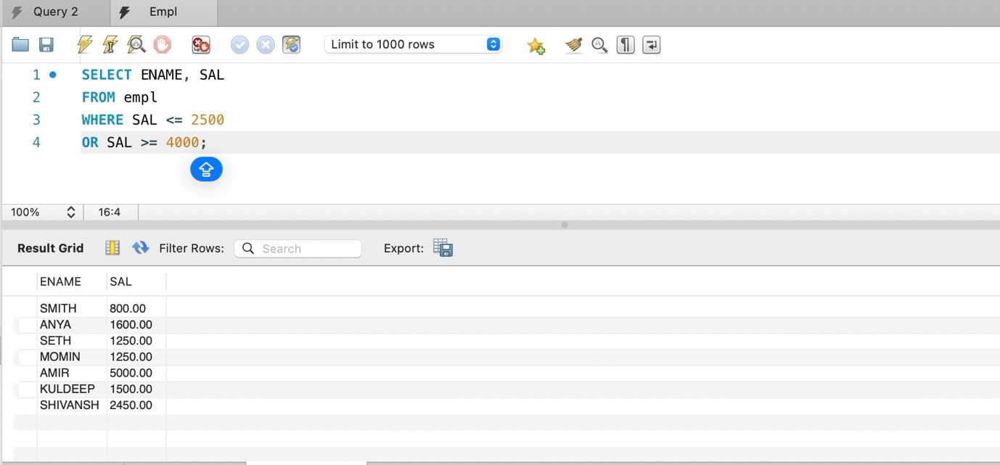 Query 2 Empl
Limit to 1000 rows
1 SELECT ENAME, SAL
2 FROM empl
3 WHERE SAL <= 2500
4 OR SAL >= 4000;
100% 16:4
Result Grid Filter Rows: Search Export:
ENAME SAL
SMITH 800.00
ANYA 1600.00
SETH 1250.00
MOMIN 1250.00
AMIR 5000.00
KULDEEP 1500.00
SHIVANSH 2450.00